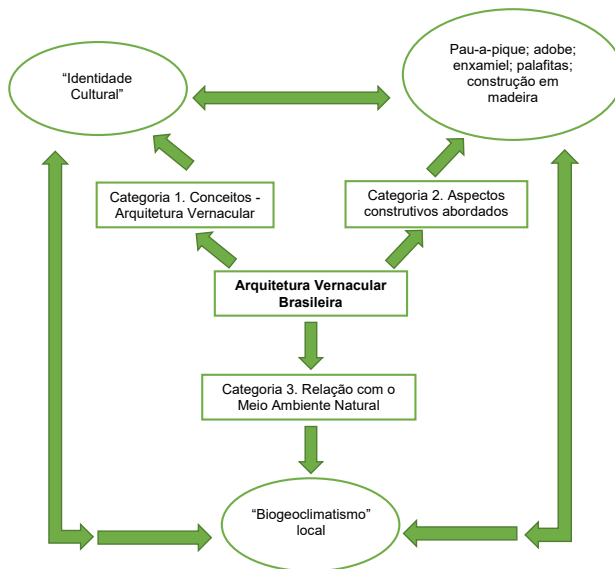 “Identidade
Cultural”
Pau-a-pique; adobe;
enxamiel; palafitas;
construção em
madeira
Categoria 1. Conceitos -
Arquitetura Vernacular
Categoria 2. Aspectos
construtivos abordados
Arquitetura Vernacular
Brasileira
Categoria 3. Relação com o
Meio Ambiente Natural
“Biogeoclimatismo”
local